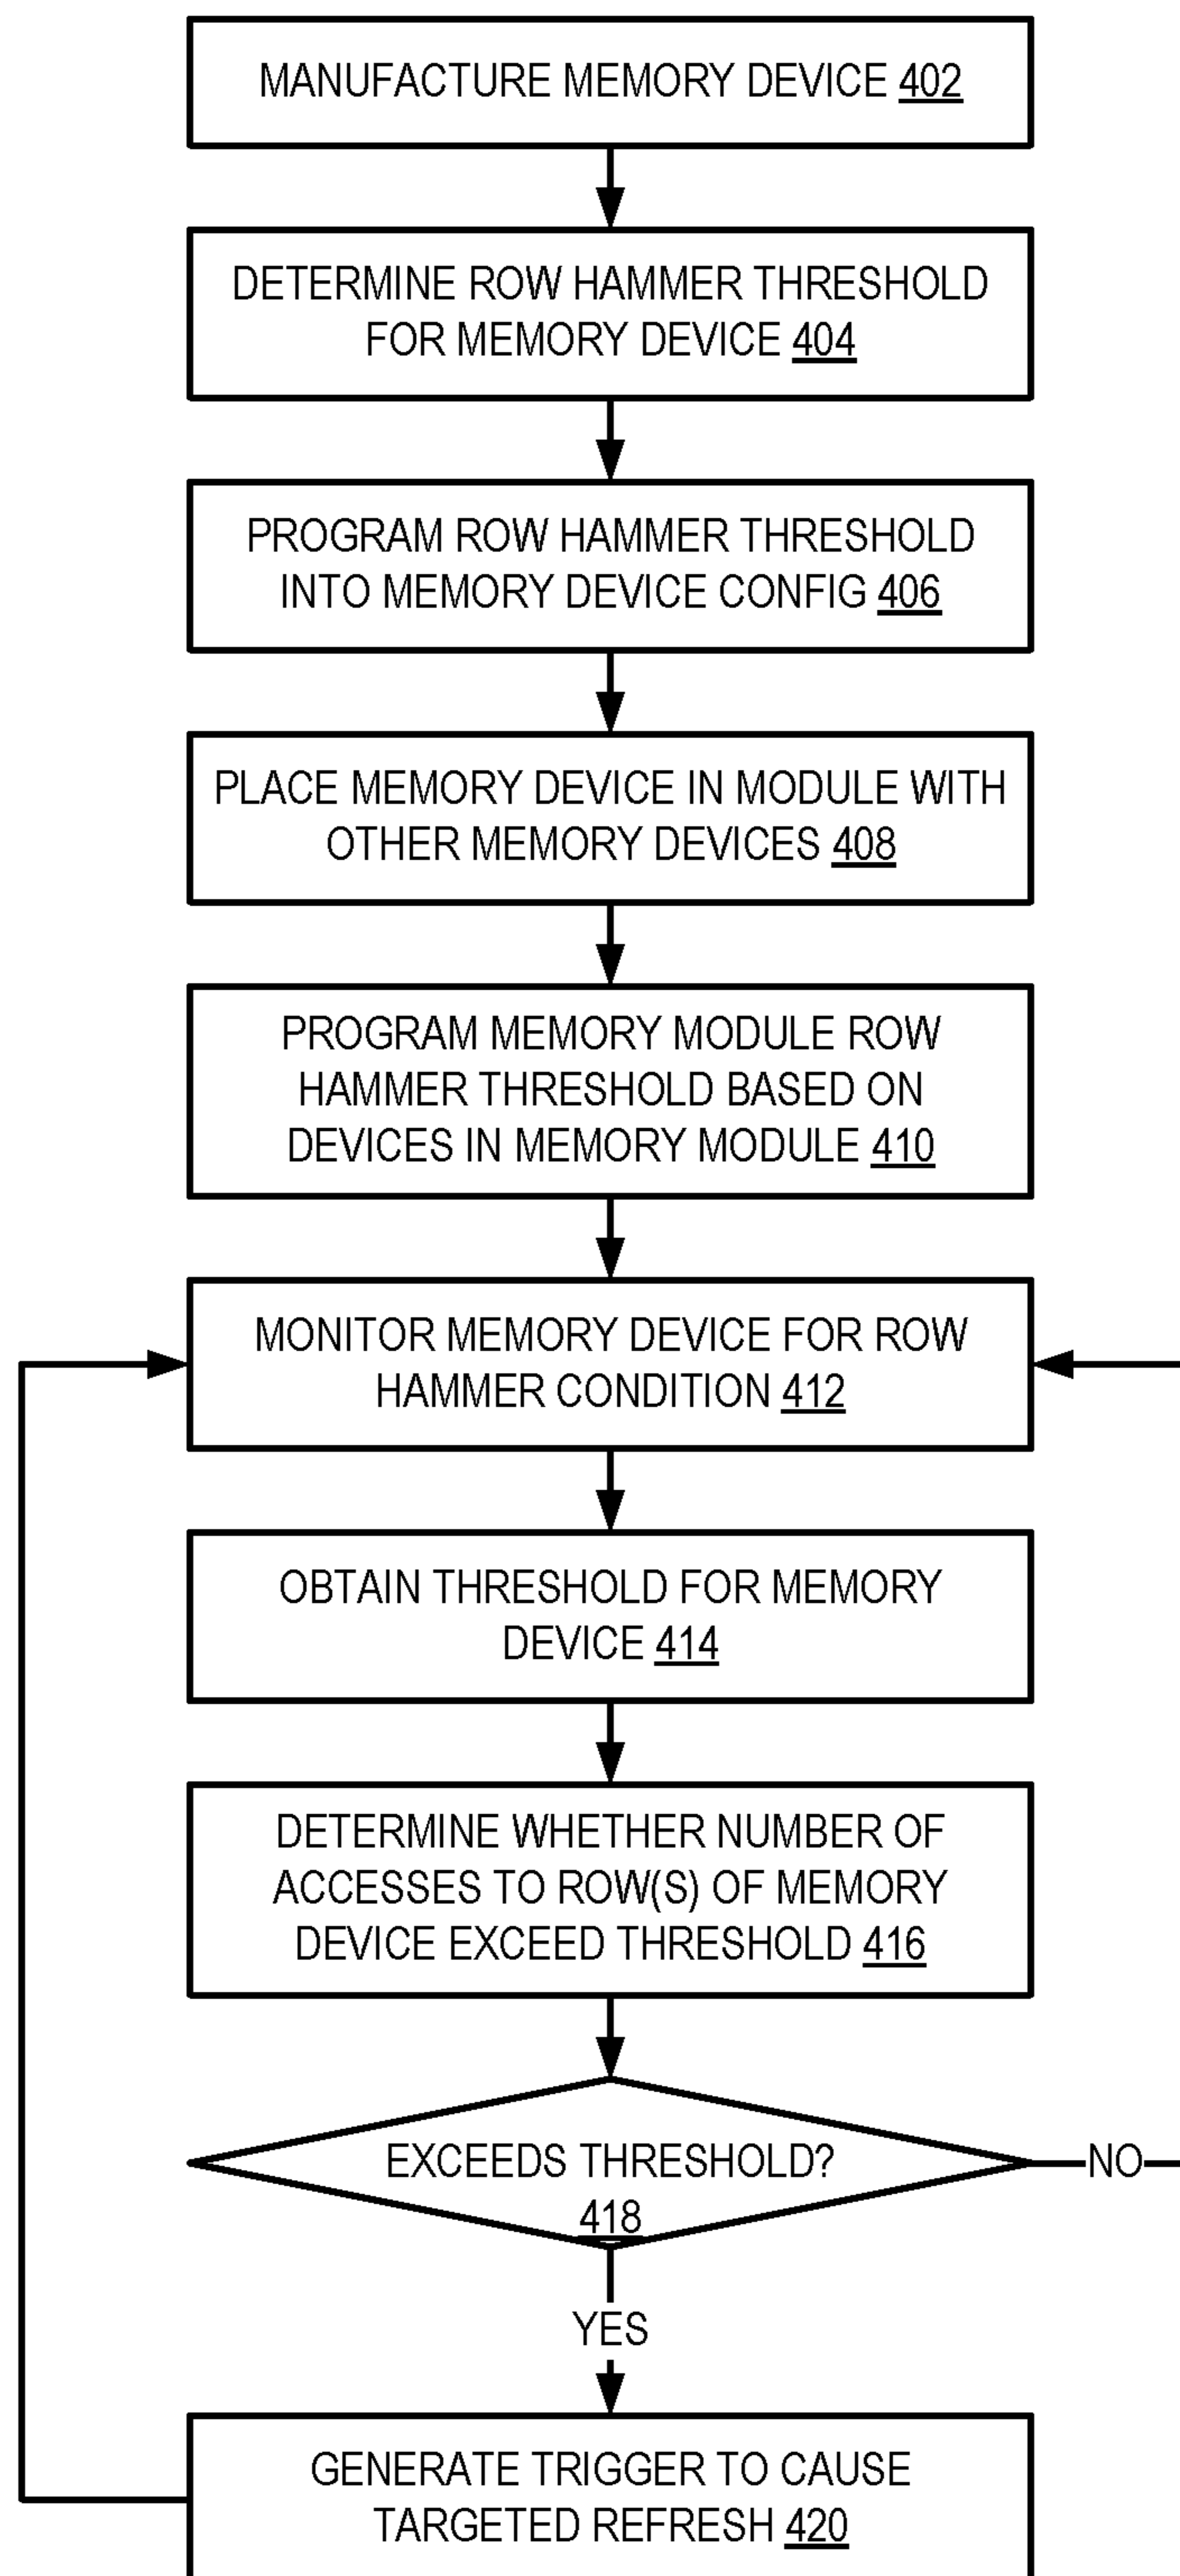 MANUFACTURE MEMORY DEVICE 402
DETERMINE ROW HAMMER THRESHOLD
FOR MEMORY DEVICE 404
PROGRAM ROW HAMMER THRESHOLD
INTO MEMORY DEVICE CONFIG 406
PLACE MEMORY DEVICE IN MODULE WITH
OTHER MEMORY DEVICES 408
PROGRAM MEMORY MODULE ROW
HAMMER THRESHOLD BASED ON
DEVICES IN MEMORY MODULE 410
MONITOR MEMORY DEVICE FOR ROW
HAMMER CONDITION 412
OBTAIN THRESHOLD FOR MEMORY
DEVICE 414
DETERMINE WHETHER NUMBER OF
ACCESSES TO ROW(S) OF MEMORY
DEVICE EXCEED THRESHOLD 416
EXCEEDS THRESHOLD?
418
NO
YES
GENERATE TRIGGER TO CAUSE
TARGETED REFRESH 420